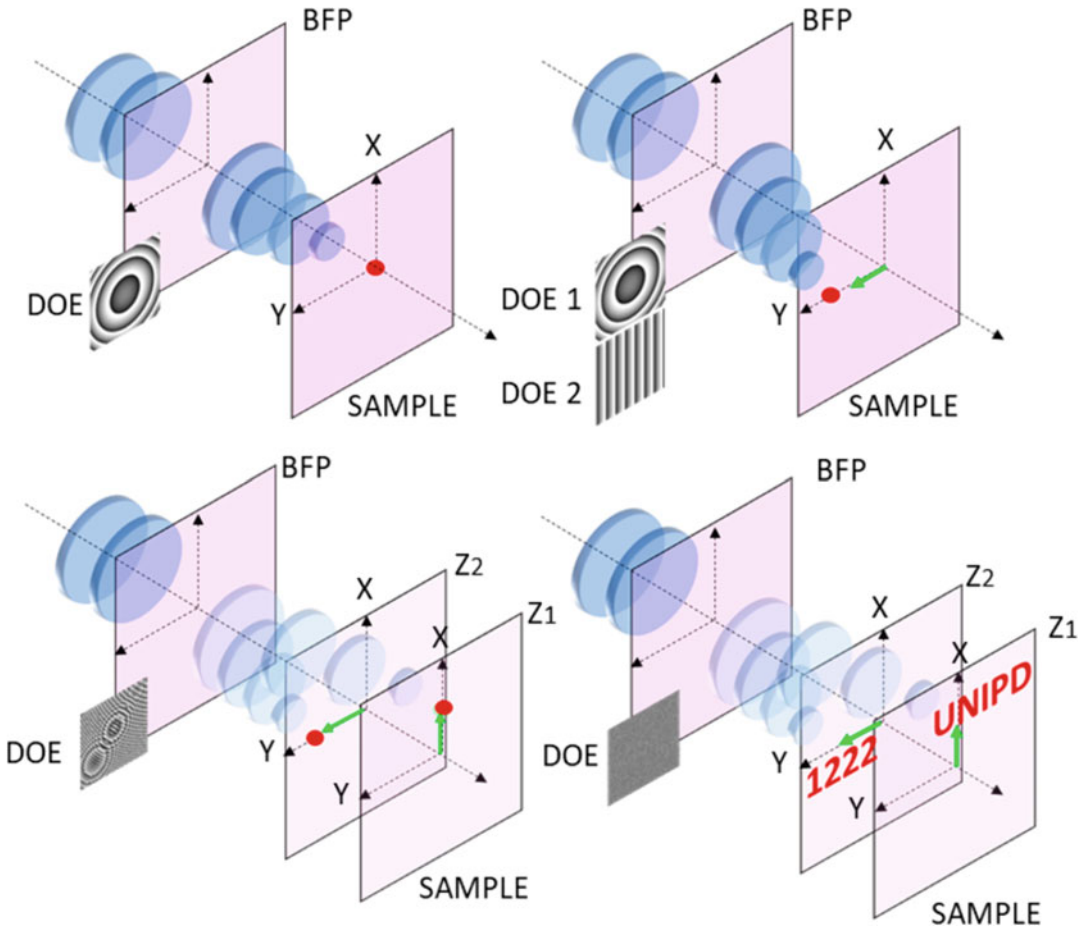 BFP
X
DOE
Y
SAMPLE
BFP
X
DOE 1
Y
DOE 2
SAMPLE
BFP
Z2
X
Z1
X
Y
DOE
Y
SAMPLE
BFP
Z2
X
Z1
X
UNIPD
Y
1222
DOE
Y
SAMPLE